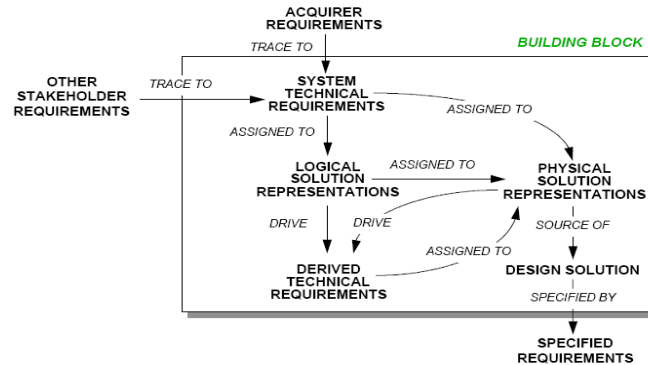 ACQUIRER
REQUIREMENTS
TRACE TO
BUILDING BLOCK
OTHER
STAKEHOLDER
REQUIREMENTS
TRACE TO
SYSTEM
TECHNICAL
REQUIREMENTS
ASSIGNED TO
ASSIGNED TO
LOGICAL
SOLUTION
REPRESENTATIONS
ASSIGNED TO
PHYSICAL
SOLUTION
REPRESENTATIONS
DRIVE
DRIVE
SOURCE OF
ASSIGNED TO
DERIVED
TECHNICAL
REQUIREMENTS
DESIGN SOLUTION
SPECIFIED BY
SPECIFIED
REQUIREMENTS